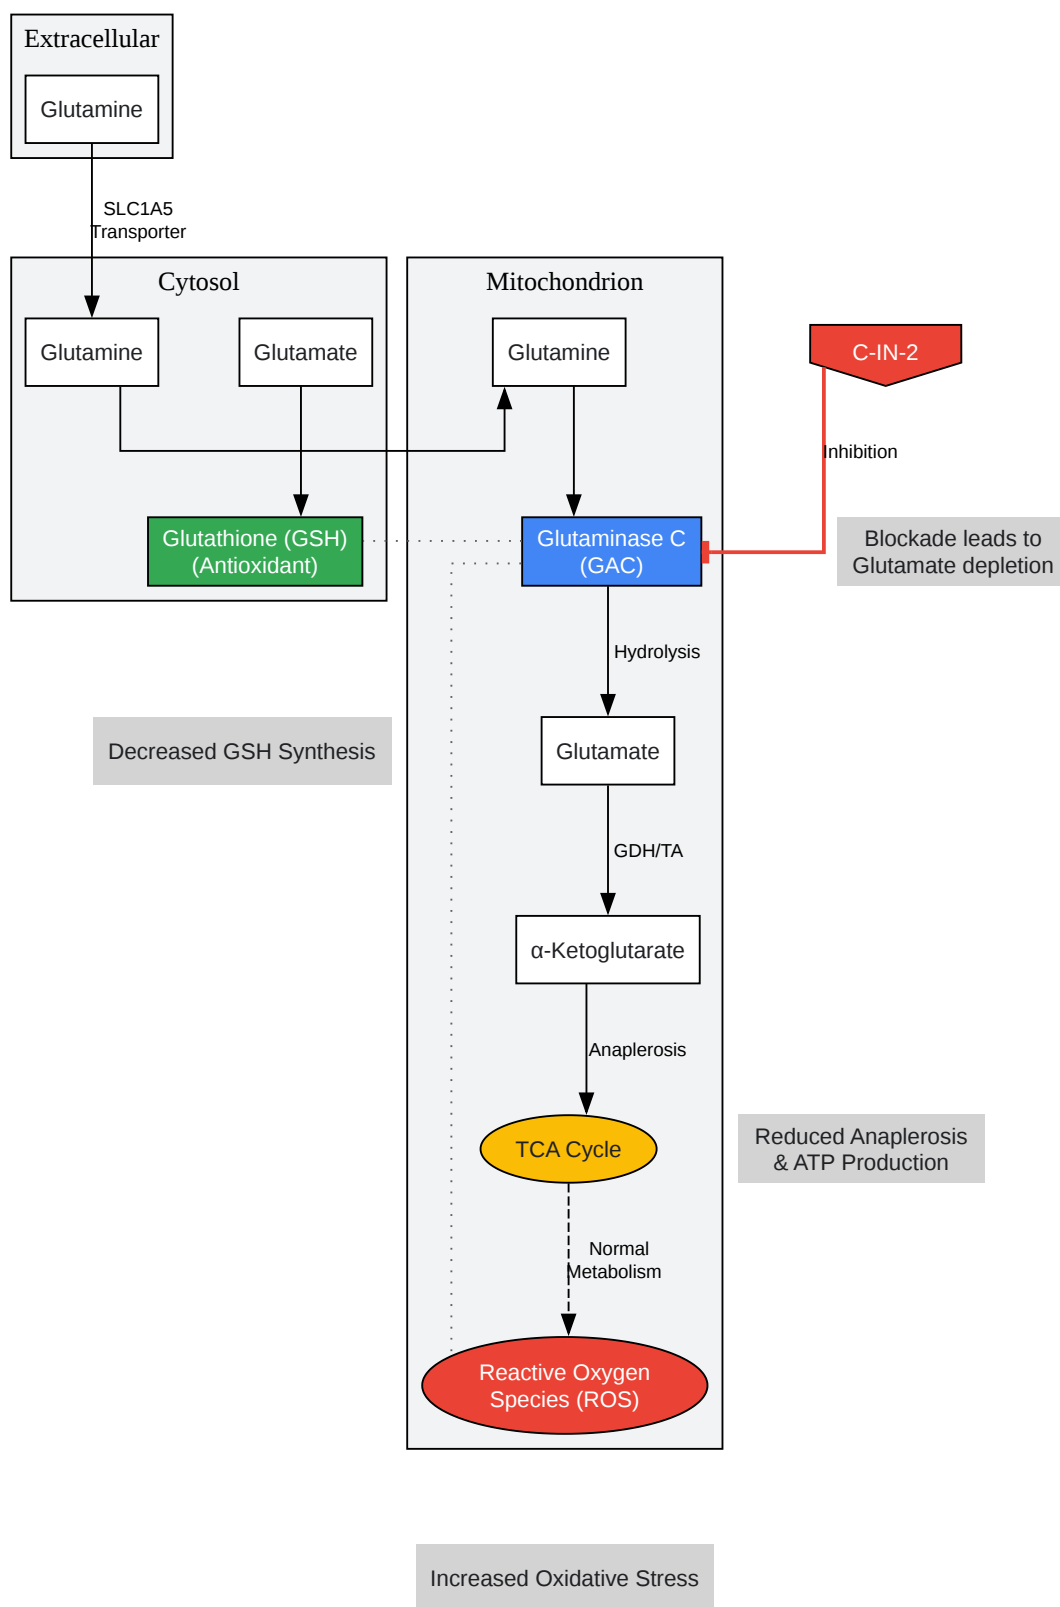 Extracellular
Glutamine
SLC1A5
Transporter
Cytosol
Mitochondrion
Glutamine
Glutamate
Glutamine
C-IN-2
Inhibition
Glutathione (GSH)
(Antioxidant)
Glutaminase C
(GAC)
Blockade leads to
Glutamate depletion
Hydrolysis
Decreased GSH Synthesis
Glutamate
GDH/TA
α-Ketoglutarate
Anaplerosis
TCA Cycle
Reduced Anaplerosis
& ATP Production
Normal
Metabolism
Reactive Oxygen
Species (ROS)
Increased Oxidative Stress